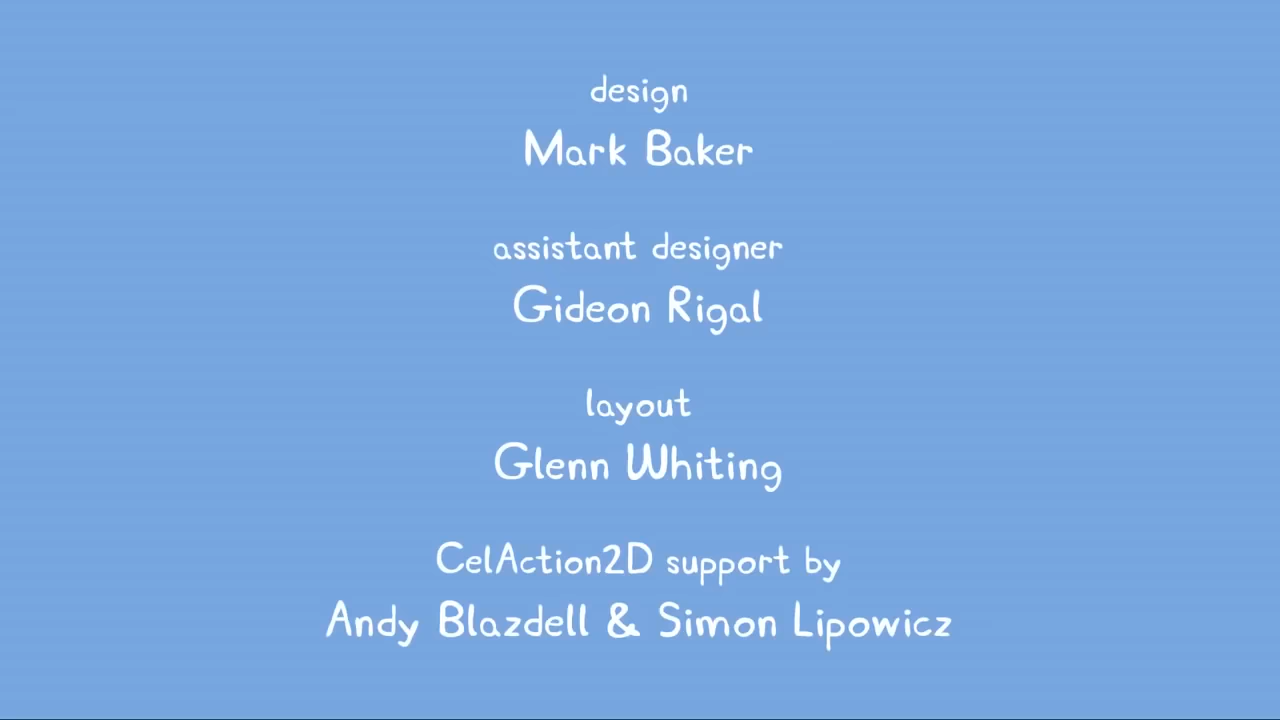 design
Mark Baker
assistant designer
Gideon Rigal
layout
Glenn Whiting
CelAction2D support by
Andy Blazdell & Simon Lipowicz